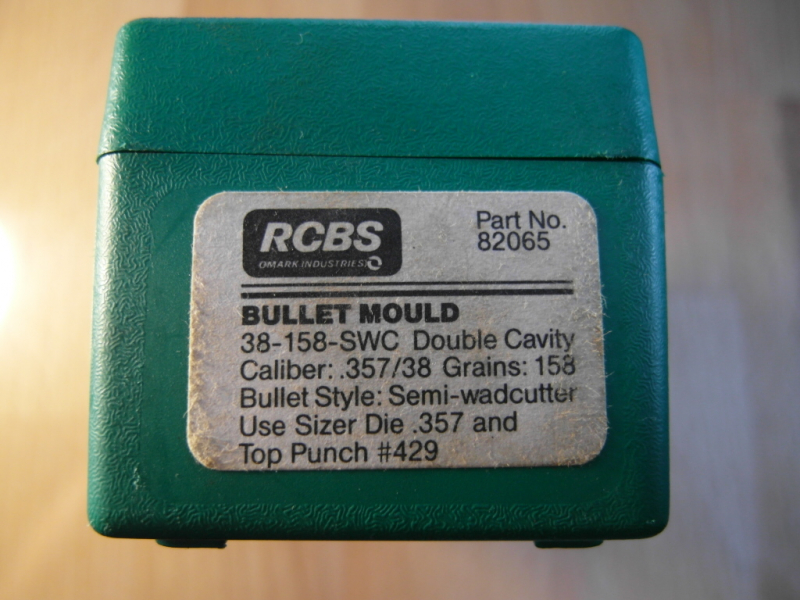 RCBS
OMARK INDUSTRIES
Part No.
82065
BULLET MOULD
38-158-SWC Double Cavity
Caliber: .357/38 Grains: 158
Bullet Style: Semi-wadcutter
Use Sizer Die .357 and
Top Punch #429